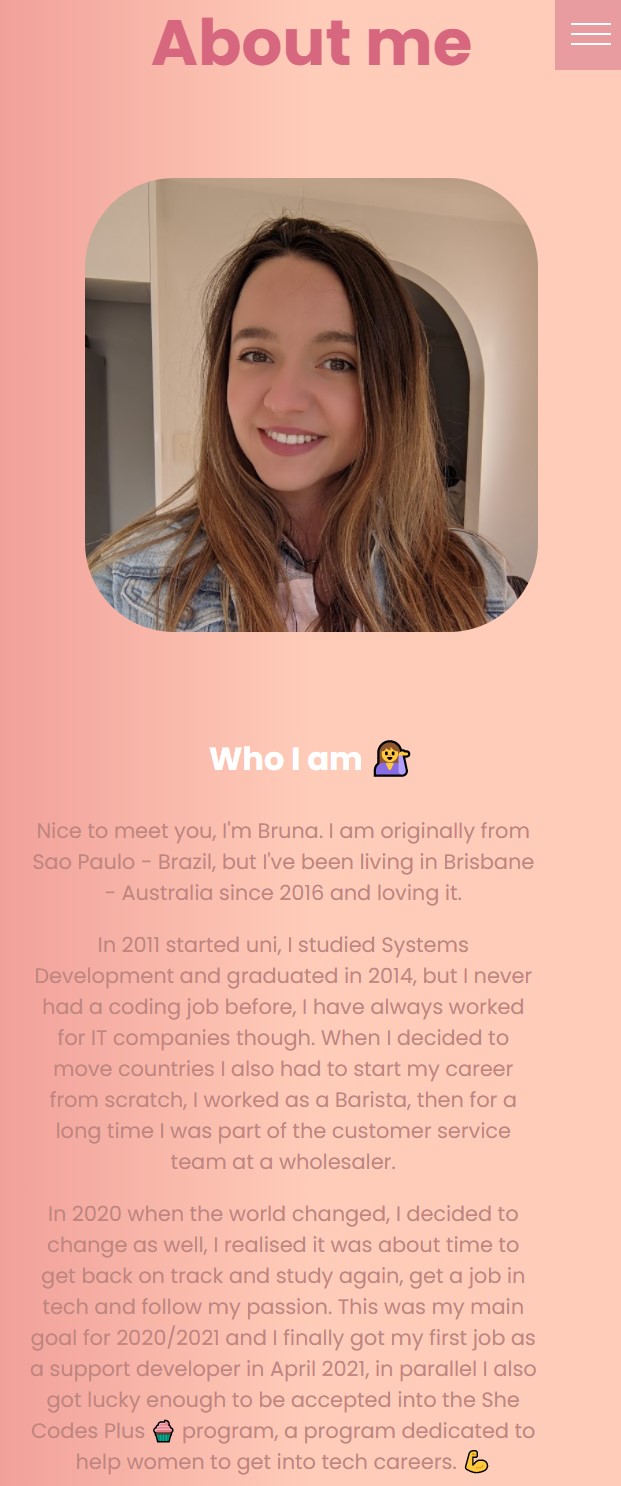 About me
Who I am 💁‍♀️
Nice to meet you, I'm Bruna. I am originally from
Sao Paulo - Brazil, but I've been living in Brisbane
- Australia since 2016 and loving it.
In 2011 started uni, I studied Systems
Development and graduated in 2014, but I never
had a coding job before, I have always worked
for IT companies though. When I decided to
move countries I also had to start my career
from scratch, I worked as a Barista, then for a
long time I was part of the customer service
team at a wholesaler.
In 2020 when the world changed, I decided to
change as well, I realised it was about time to
get back on track and study again, get a job in
tech and follow my passion. This was my main
goal for 2020/2021 and I finally got my first job as
a support developer in April 2021, in parallel I also
got lucky enough to be accepted into the She
Codes Plus 🧁 program, a program dedicated to
help women to get into tech careers. 💪